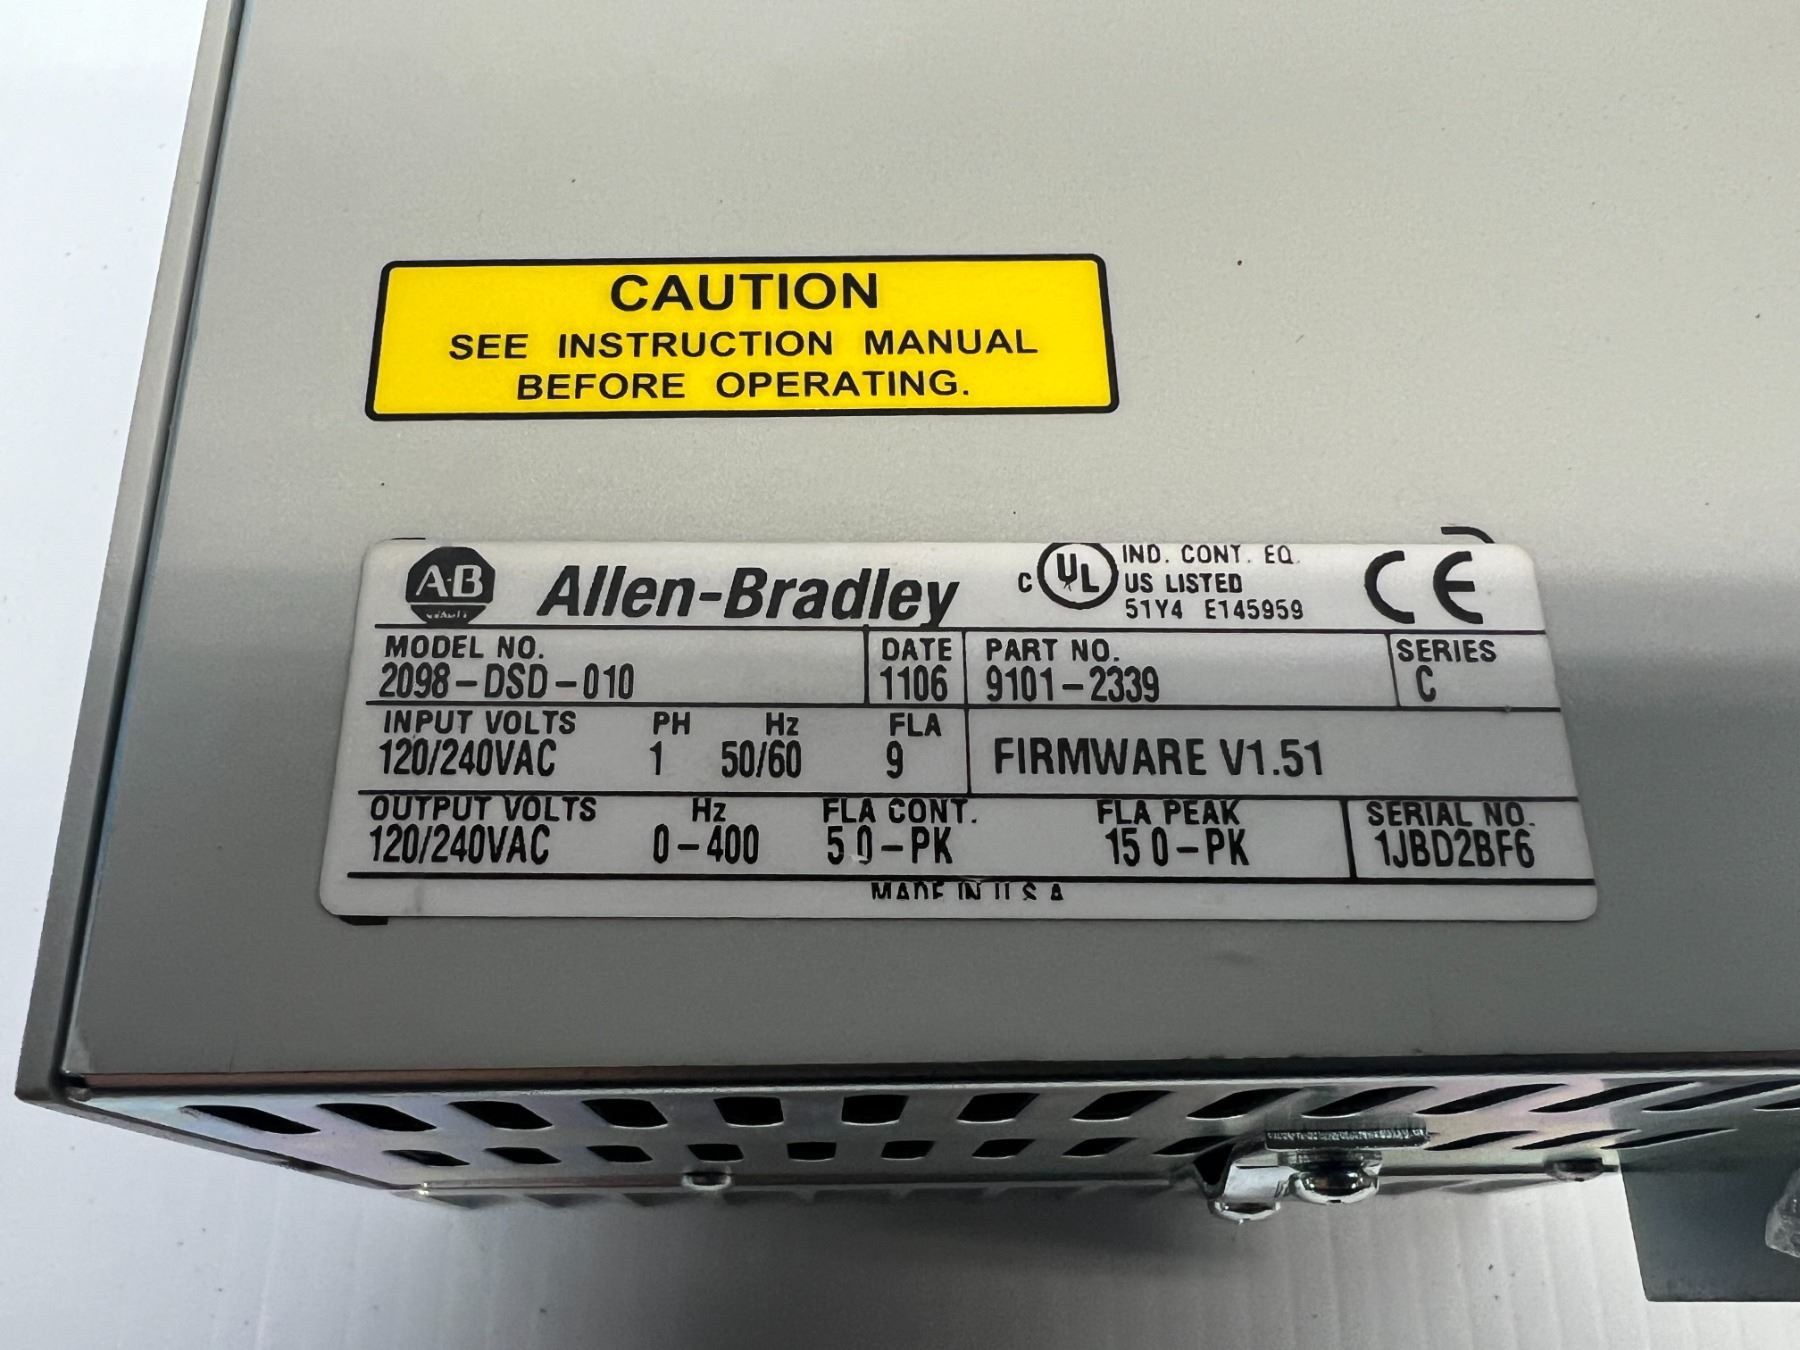 CAUTION
SEE INSTRUCTION MANUAL
BEFORE OPERATING.
A·B Allen-Bradley C UL IND. CONT. EQ. CE
US LISTED
51Y4 E145959
MODEL NO. DATE PART NO. SERIES
2098-DSD-010 1106 9101-2339 C
INPUT VOLTS PH Hz FLA
120/240VAC 1 50/60 9 FIRMWARE V1.51
OUTPUT VOLTS Hz FLA CONT. FLA PEAK SERIAL NO.
120/240VAC 0-400 5 0-PK 15 0-PK 1JBD2BF6
MADE IN U S A